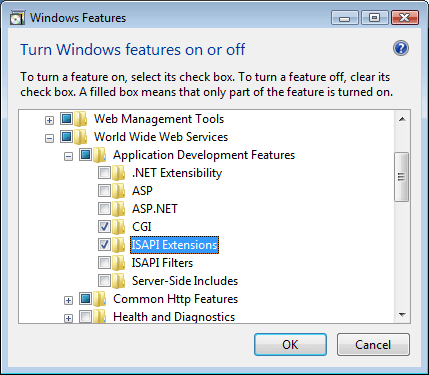 Windows Features
Turn Windows features on or off
To turn a feature on, select its check box. To turn a feature off, clear its
check box. A filled box means that only part of the feature is turned on.
Web Management Tools
World Wide Web Services
Application Development Features
.NET Extensibility
ASP
ASP.NET
CGI
ISAPI Extensions
ISAPI Filters
Server-Side Includes
Common Http Features
Health and Diagnostics
OK
Cancel